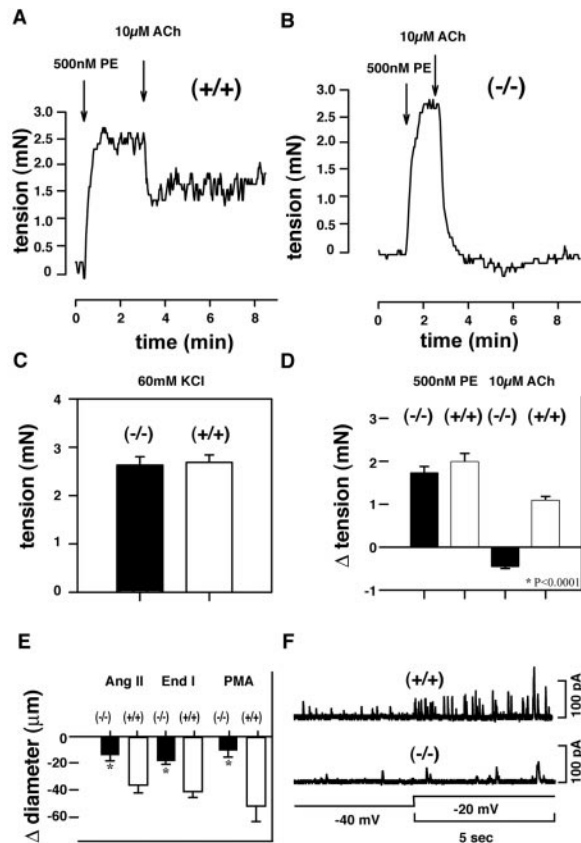 A
10µM ACh
500nM PE
(+/+)
3.0
2.5
2.0
1.5
1.0
0.5
0
tension (mN)
0 2 4 6 8
time (min)
B
10µM ACh
500nM PE
(-/-)
3.0
2.5
2.0
1.5
1.0
0.5
0
tension (mN)
0 2 4 6 8
time (min)
C
60mM KCl
(-/-) (+/+)
4
3
2
1
0
tension (mN)
D
500nM PE 10µM ACh
(-/-) (+/+) (-/-) (+/+)
3
2
1
0
-1
Δ tension (mN)
* P<0.0001
E
Ang II End I PMA
(-/-) (+/+) (-/-) (+/+) (-/-) (+/+)
0
-20
-40
-60
Δ diameter (µm)
* * *
F
(+/+)
100 pA
(-/-)
100 pA
-40 mV
-20 mV
5 sec